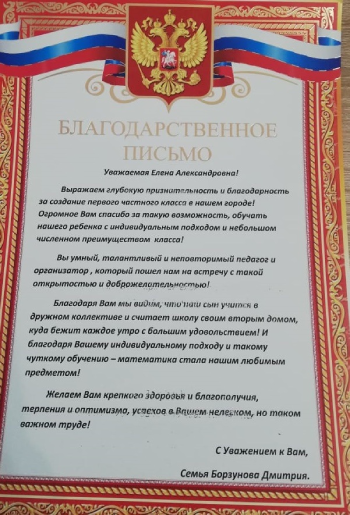 БЛАГОДАРСТВЕННОЕ
ПИСЬМО
Уважаемая Елена Александровна!
Выражаем глубокую признательность и благодарность
за создание первого частного класса в нашем городе!
Огромное Вам спасибо за такую возможность, обучать
нашего ребенка с индивидуальным подходом и небольшом
численном преимуществом класса!
Вы умный, талантливый и неповторимый педагог и
организатор , который пошел нам на встречу с такой
открытостью и доброжелательностью!
Благодаря Вам мы видим, что наш сын учится в
дружном коллективе и считает школу своим вторым домом,
куда бежит каждое утро с большим удовольствием! И
благодаря Вашему индивидуальному подходу и такому
чуткому обучению – математика стала нашим любимым
предметом!
Желаем Вам крепкого здоровья и благополучия,
терпения и оптимизма, успехов в Вашем нелегком, но таком
важном труде!
С Уважением к Вам,
Семья Борзунова Дмитрия.